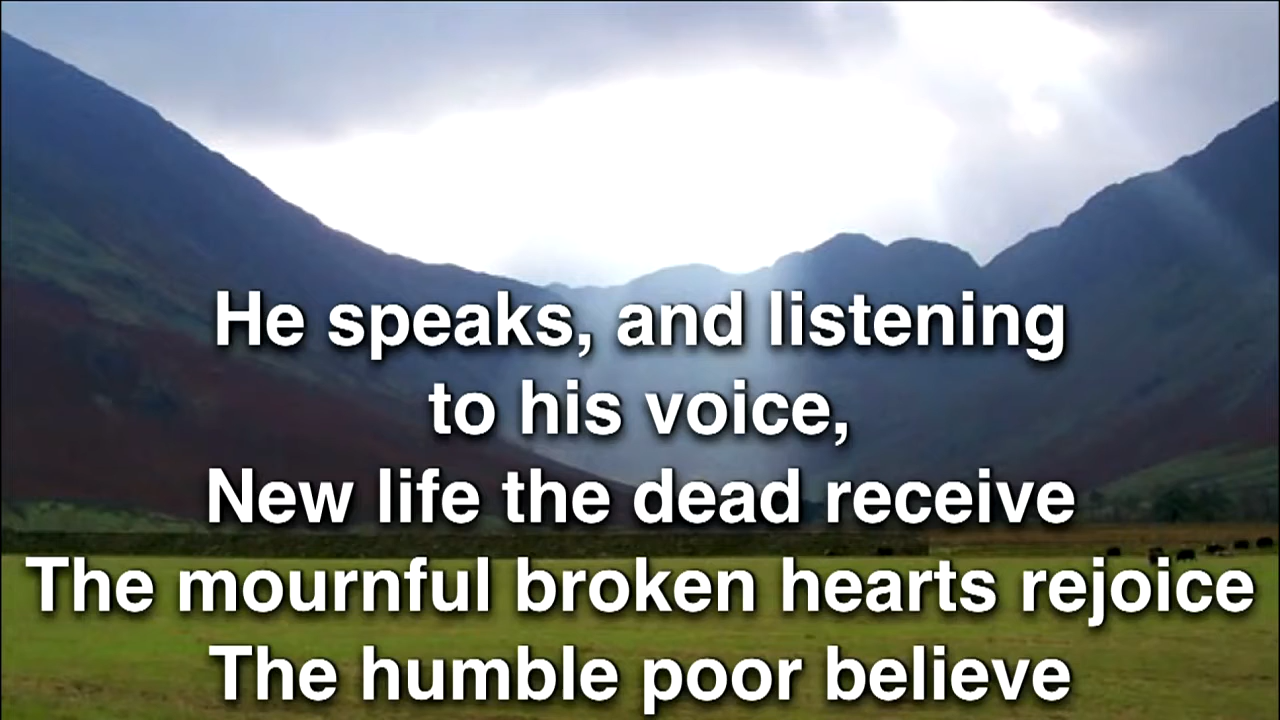 He speaks, and listening
to his voice,
New life the dead receive
The mournful broken hearts rejoice
The humble poor believe